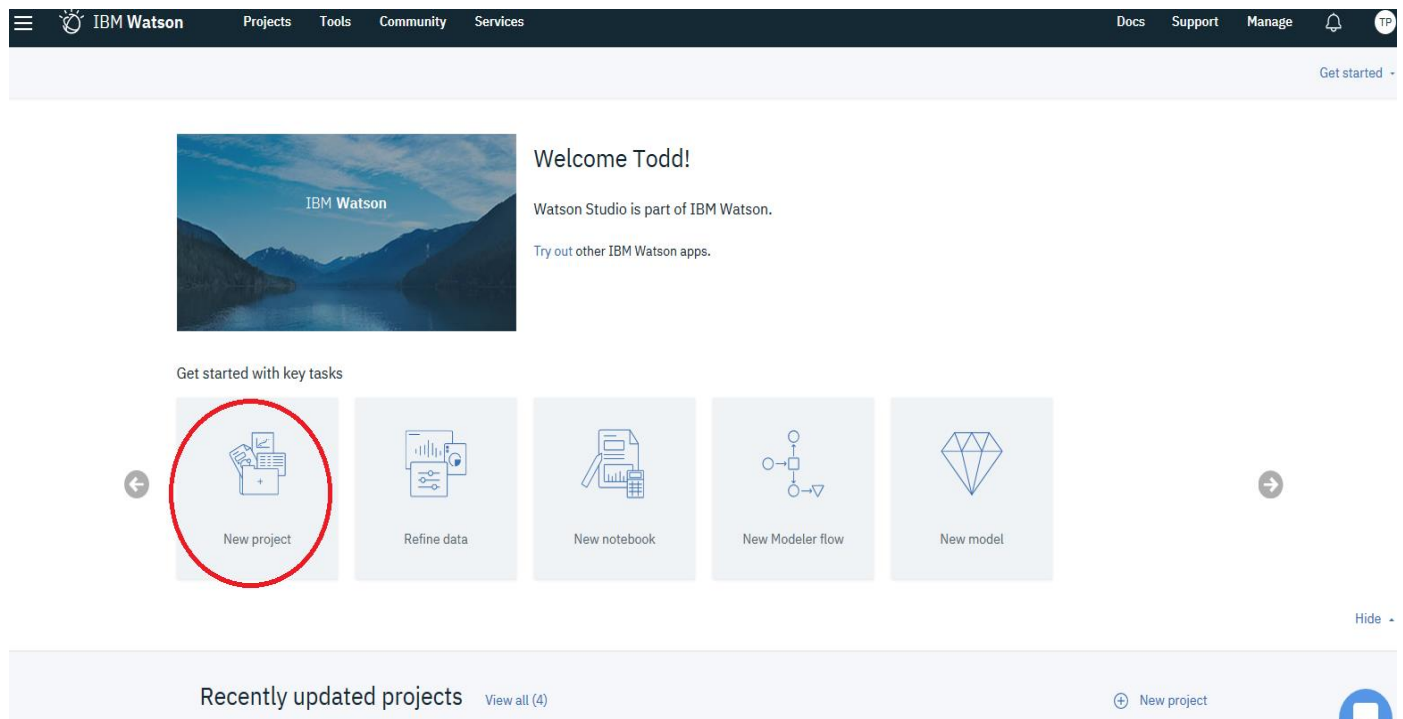 IBM Watson Projects Tools Community Services Docs Support Manage TP
Get started
IBM Watson
Welcome Todd!
Watson Studio is part of IBM Watson.
Try out other IBM Watson apps.
Get started with key tasks
New project Refine data New notebook New Modeler flow New model
Hide
Recently updated projects View all (4) New project